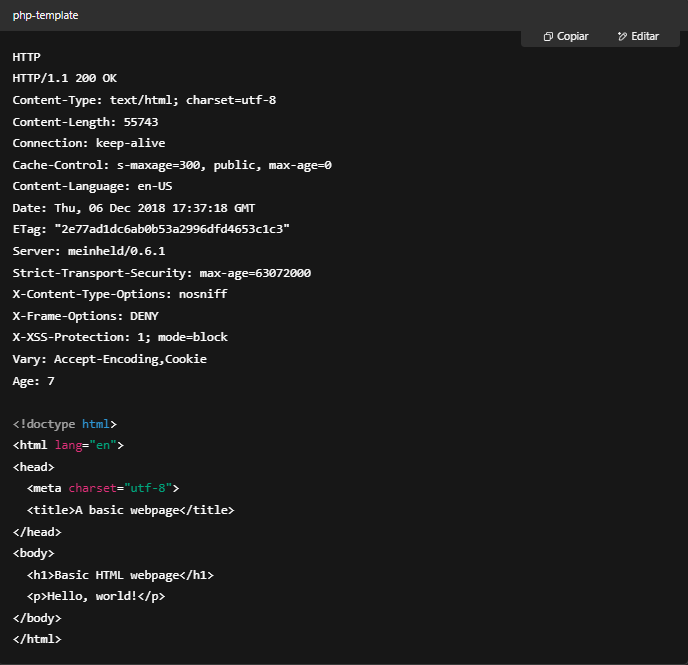 php-template
Copiar Editar
HTTP
HTTP/1.1 200 OK
Content-Type: text/html; charset=utf-8
Content-Length: 55743
Connection: keep-alive
Cache-Control: s-maxage=300, public, max-age=0
Content-Language: en-US
Date: Thu, 06 Dec 2018 17:37:18 GMT
ETag: "2e77ad1dc6ab0b53a2996dfd4653c1c3"
Server: meinheld/0.6.1
Strict-Transport-Security: max-age=63072000
X-Content-Type-Options: nosniff
X-Frame-Options: DENY
X-XSS-Protection: 1; mode=block
Vary: Accept-Encoding,Cookie
Age: 7

<!doctype html>
<html lang="en">
<head>
  <meta charset="utf-8">
  <title>A basic webpage</title>
</head>
<body>
  <h1>Basic HTML webpage</h1>
  <p>Hello, world!</p>
</body>
</html>